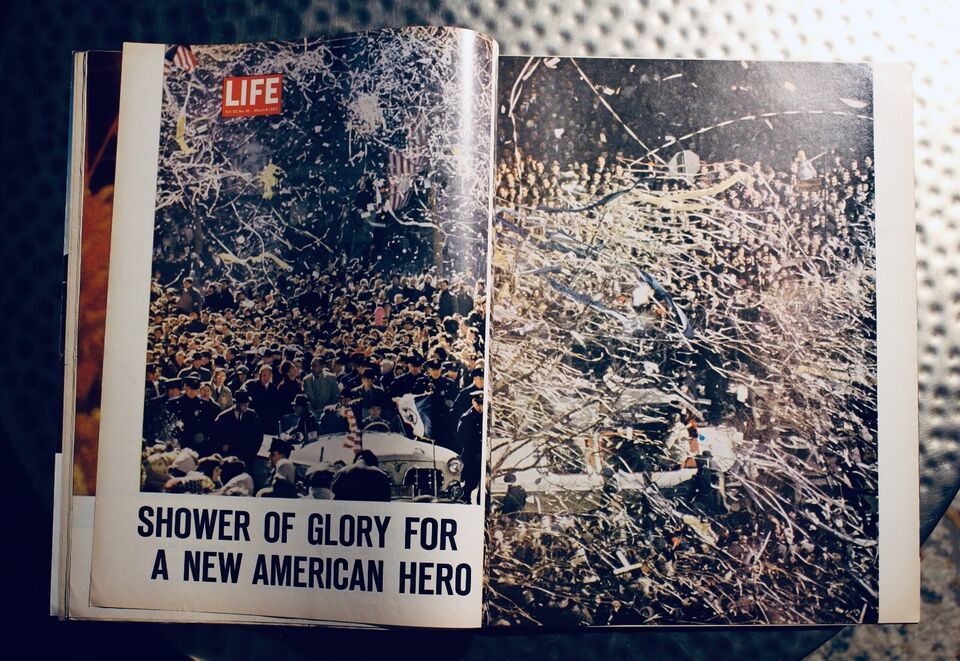 LIFE
SHOWER OF GLORY FOR
A NEW AMERICAN HERO